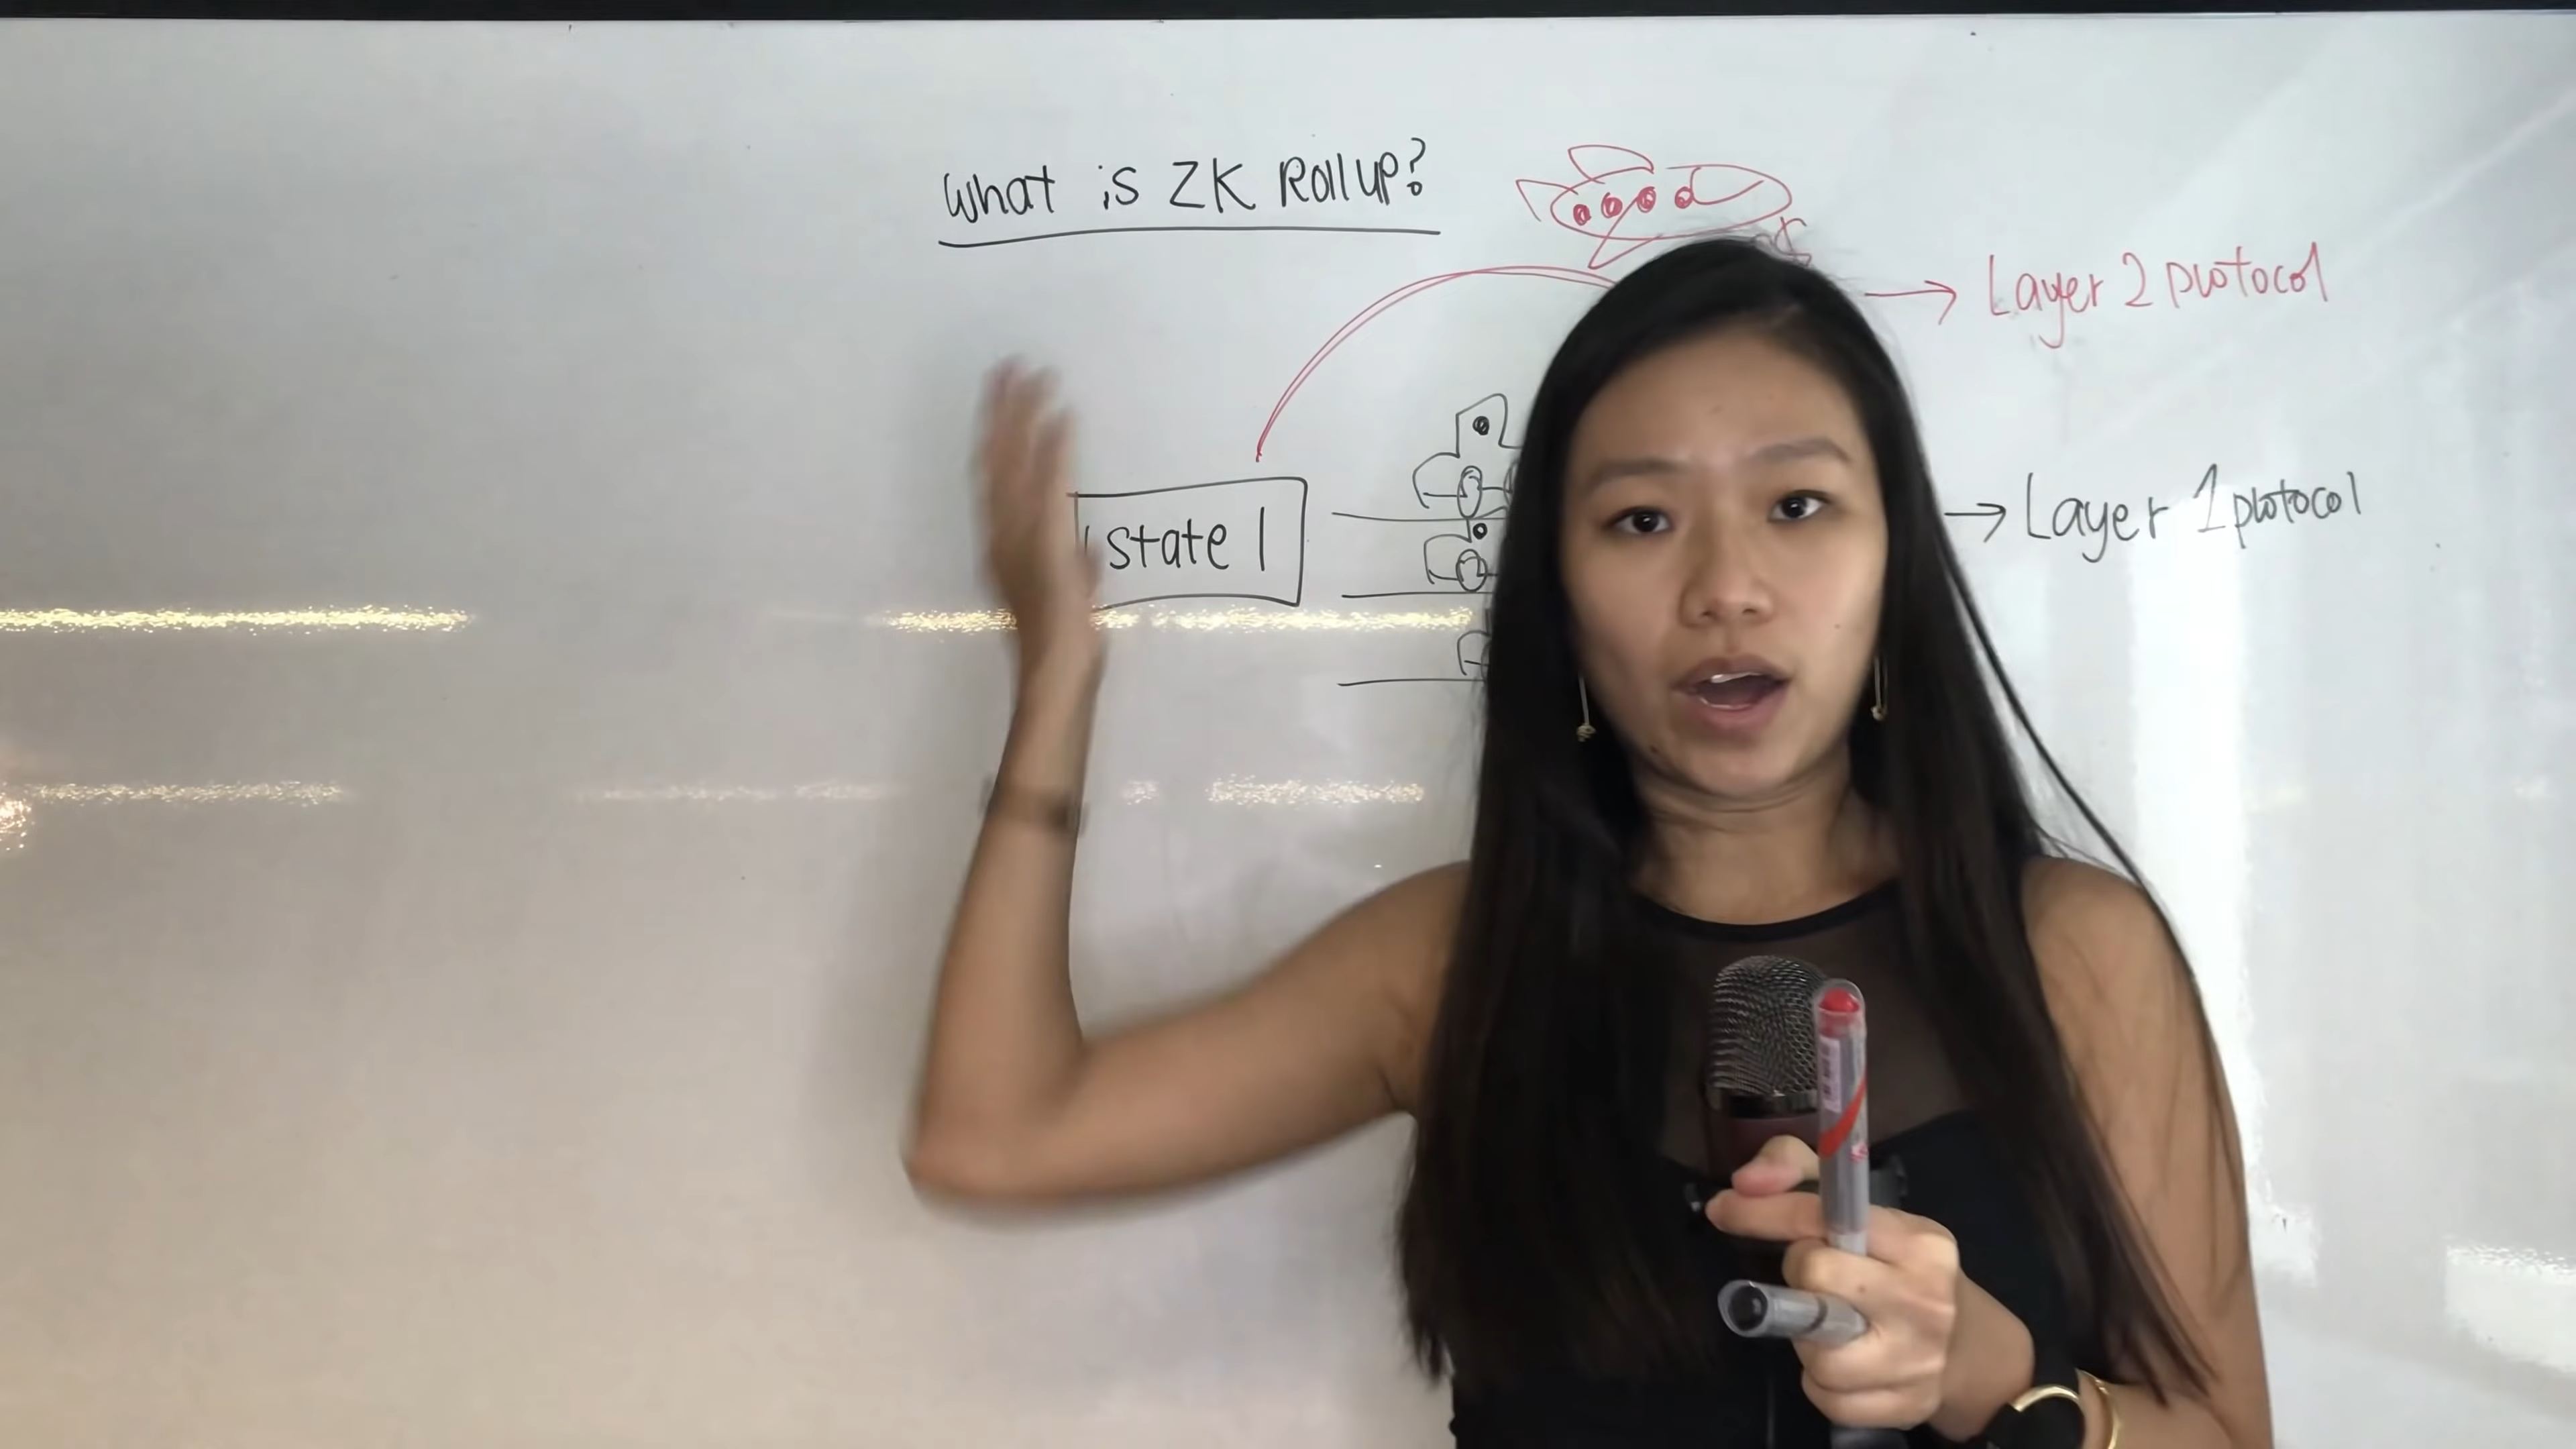 What is ZK Rollup?
Layer 2 protocol
state 1
Layer 1 protocol